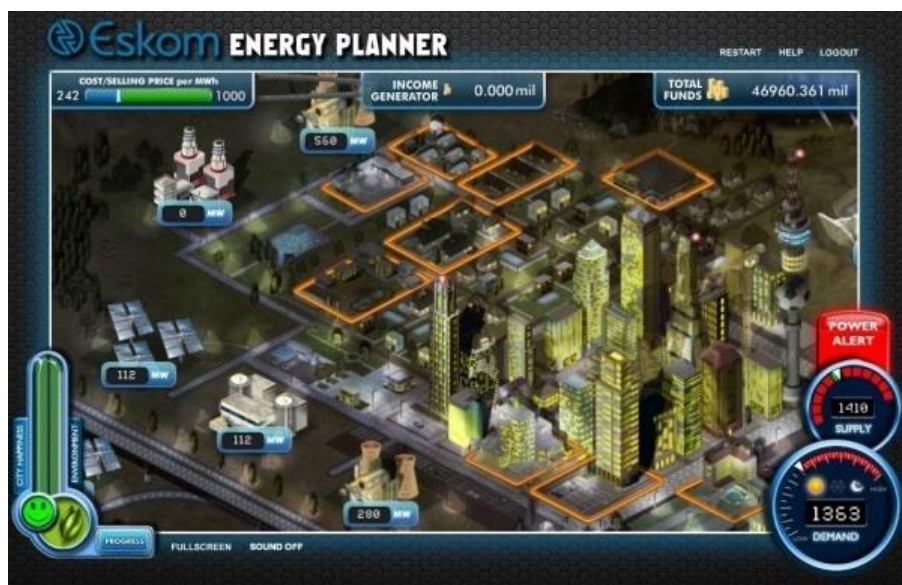 Eskom ENERGY PLANNER
RESTART HELP LOGOUT
COST/SELLING PRICE per MWh
242 1000
INCOME GENERATOR 0.000 mil
TOTAL FUNDS 46960.361 mil
560 MW
0 MW
112 MW
112 MW
280 MW
POWER ALERT
1410
SUPPLY
HIGH
1363
LOW
DEMAND
CITY HAPPINESS
ENVIRONMENT
PROGRESS
FULLSCREEN SOUND OFF